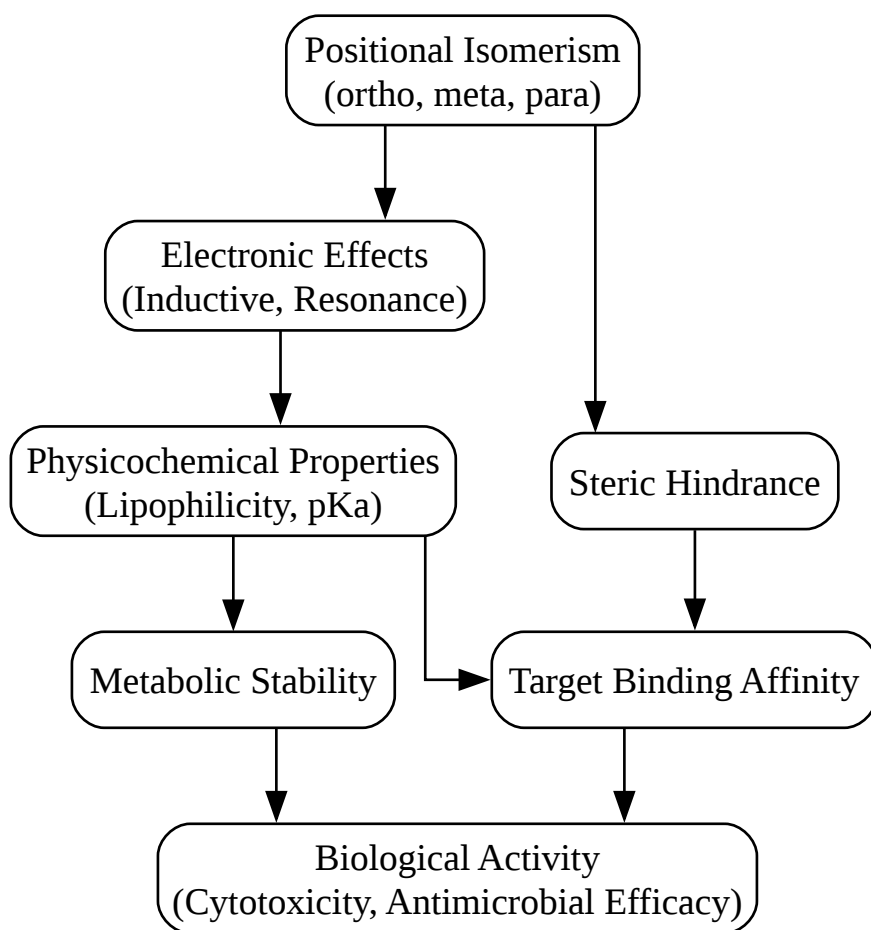 Positional Isomerism
(ortho, meta, para)
Electronic Effects
(Inductive, Resonance)
Physicochemical Properties
(Lipophilicity, pKa)
Steric Hindrance
Metabolic Stability
Target Binding Affinity
Biological Activity
(Cytotoxicity, Antimicrobial Efficacy)